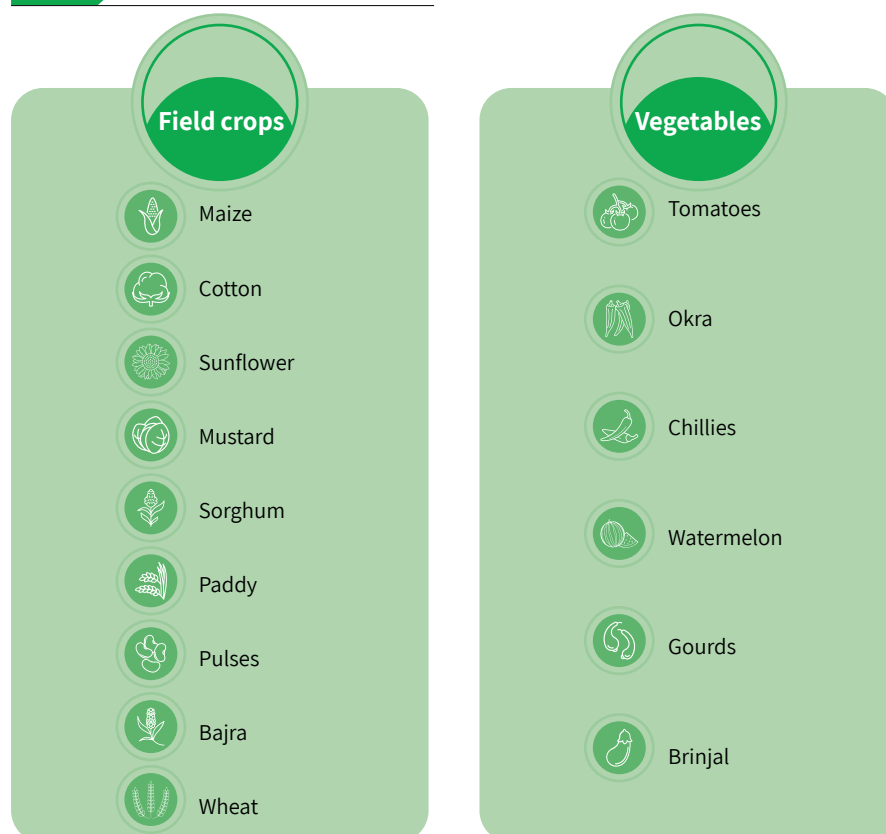 Field crops
Maize
Cotton
Sunflower
Mustard
Sorghum
Paddy
Pulses
Bajra
Wheat
Vegetables
Tomatoes
Okra
Chillies
Watermelon
Gourds
Brinjal